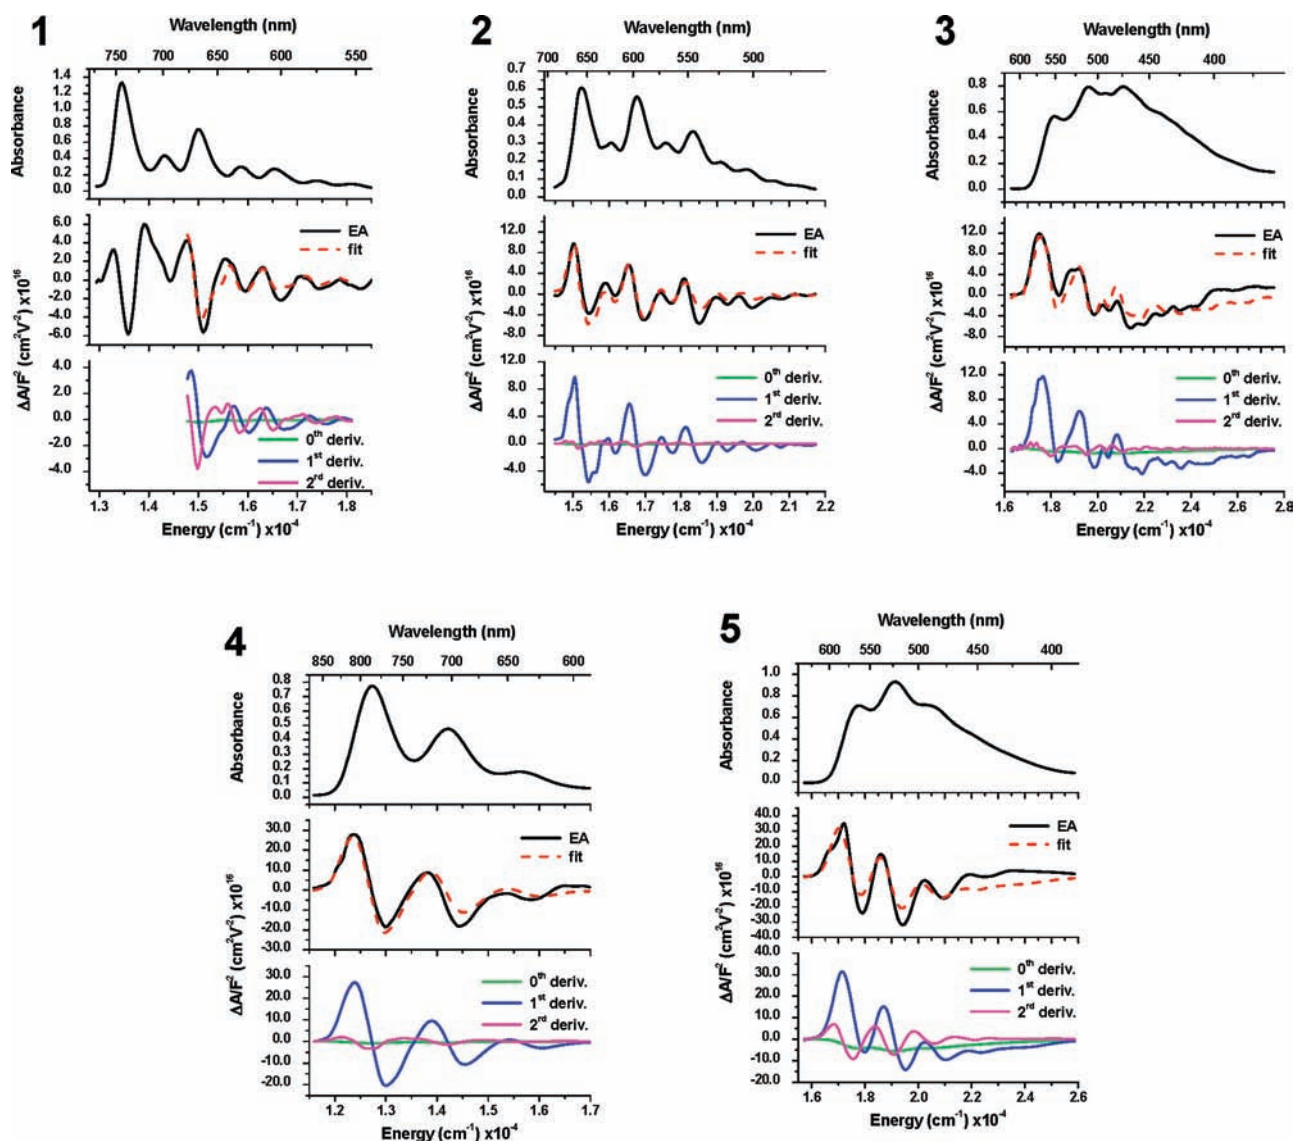 1
Wavelength (nm)
750 700 650 600 550
Absorbance
1.4
1.2
1.0
0.8
0.6
0.4
0.2
0.0
6.0
4.0
2.0
0.0
-2.0
-4.0
-6.0
EA
fit
ΔA/F² (cm²V⁻²) x10¹⁶
4.0
2.0
0.0
-2.0
-4.0
0th deriv.
1st deriv.
2rd deriv.
1.3 1.4 1.5 1.6 1.7 1.8
Energy (cm⁻¹) x10⁻⁴
2
Wavelength (nm)
700 650 600 550 500
Absorbance
0.7
0.6
0.5
0.4
0.3
0.2
0.1
0.0
12.0
8.0
4.0
0.0
-4.0
-8.0
EA
fit
ΔA/F² (cm²V⁻²) x10¹⁶
12.0
8.0
4.0
0.0
-4.0
0th deriv.
1st deriv.
2rd deriv.
1.5 1.6 1.7 1.8 1.9 2.0 2.1 2.2
Energy (cm⁻¹) x10⁻⁴
3
Wavelength (nm)
600 550 500 450 400
Absorbance
0.8
0.6
0.4
0.2
0.0
12.0
8.0
4.0
0.0
-4.0
-8.0
EA
fit
ΔA/F² (cm²V⁻²) x10¹⁶
12.0
8.0
4.0
0.0
-4.0
0th deriv.
1st deriv.
2rd deriv.
1.6 1.8 2.0 2.2 2.4 2.6 2.8
Energy (cm⁻¹) x10⁻⁴
4
Wavelength (nm)
850 800 750 700 650 600
Absorbance
0.8
0.7
0.5
0.4
0.3
0.1
0.0
30.0
20.0
10.0
0.0
-10.0
-20.0
-30.0
EA
fit
ΔA/F² (cm²V⁻²) x10¹⁶
30.0
20.0
10.0
0.0
-10.0
-20.0
0th deriv.
1st deriv.
2rd deriv.
1.2 1.3 1.4 1.5 1.6 1.7
Energy (cm⁻¹) x10⁻⁴
5
Wavelength (nm)
600 550 500 450 400
Absorbance
1.0
0.8
0.6
0.4
0.2
0.0
40.0
30.0
20.0
10.0
0.0
-10.0
-20.0
-30.0
-40.0
EA
fit
ΔA/F² (cm²V⁻²) x10¹⁶
40.0
30.0
20.0
10.0
0.0
-10.0
-20.0
0th deriv.
1st deriv.
2rd deriv.
1.6 1.8 2.0 2.2 2.4 2.6
Energy (cm⁻¹) x10⁻⁴